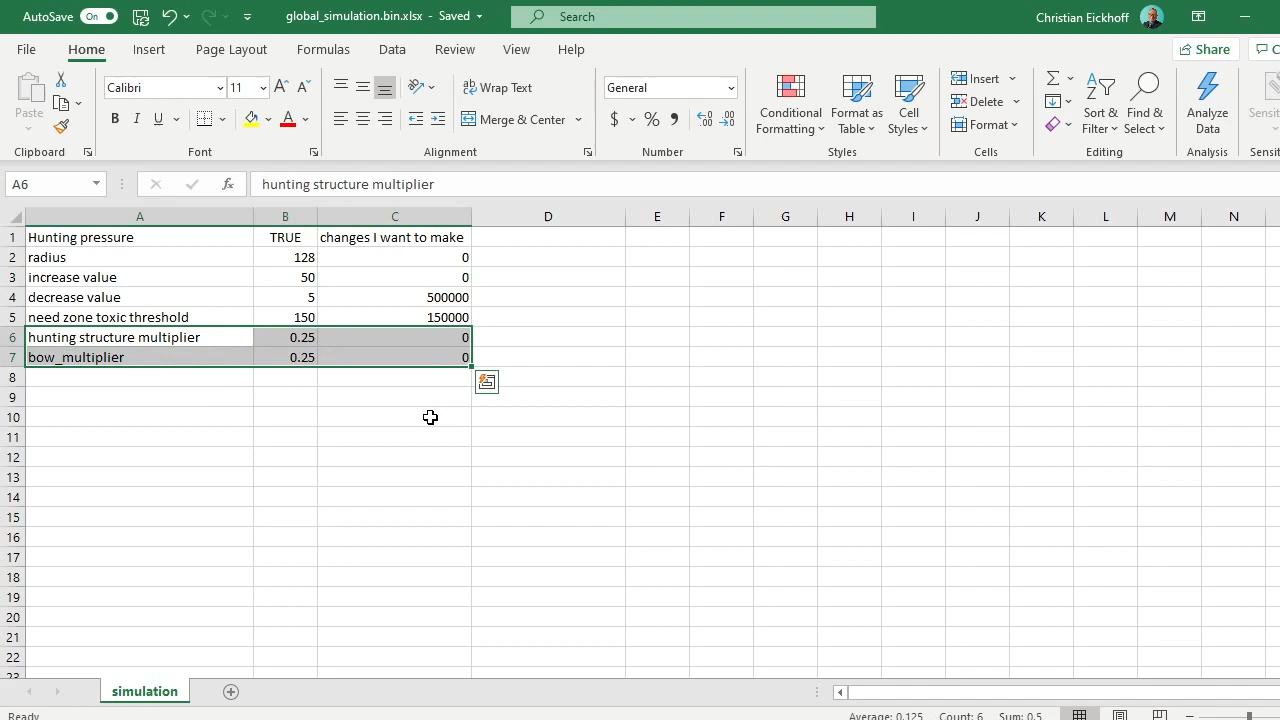 AutoSave On global_simulation.bin.xlsx - Saved Search Christian Eickhoff
File Home Insert Page Layout Formulas Data Review View Help Share
Paste Calibri 11 Wrap Text General Conditional Formatting Format as Table Cell Styles Insert Sort & Filter Find & Select Analyze Data
B I U Merge & Center $ % Delete
Format
Clipboard Font Alignment Number Styles Cells Editing Analysis
A6 fx hunting structure multiplier
A B C D E F G H I J K L M N
1 Hunting pressure TRUE changes I want to make
2 radius 128 0
3 increase value 50 0
4 decrease value 5 500000
5 need zone toxic threshold 150 150000
6 hunting structure multiplier 0.25 0
7 bow_multiplier 0.25 0
8
9
10
11
12
13
14
15
16
17
18
19
20
21
22
23
simulation
Ready Average: 0.125 Count: 6 Sum: 0.5